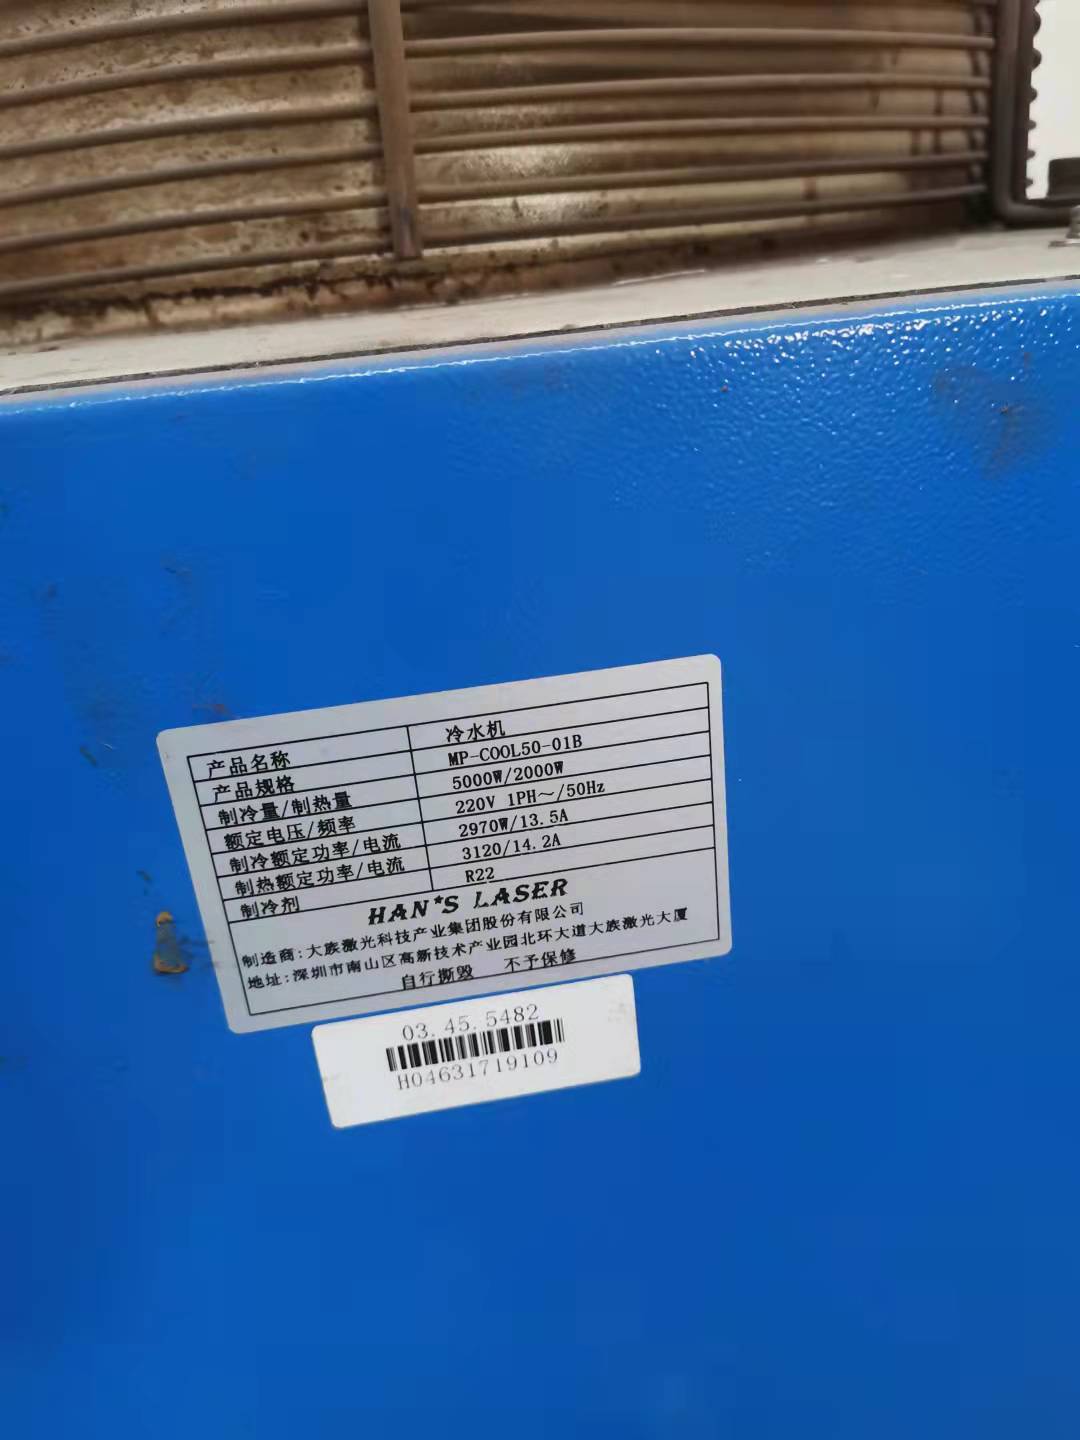 产品名称 冷水机
产品规格 MP-COOL50-01B
制冷量/制热量 5000W/2000W
额定电压/频率 220V 1PH～/50Hz
制冷额定功率/电流 2970W/13.5A
制热额定功率/电流 3120/14.2A
制冷剂 R22
HAN*S LASER
制造商:大族激光科技产业集团股份有限公司
地址:深圳市南山区高新技术产业园北环大道大族激光大厦
自行撕毁 不予保修
03.45.5482
H04631719109